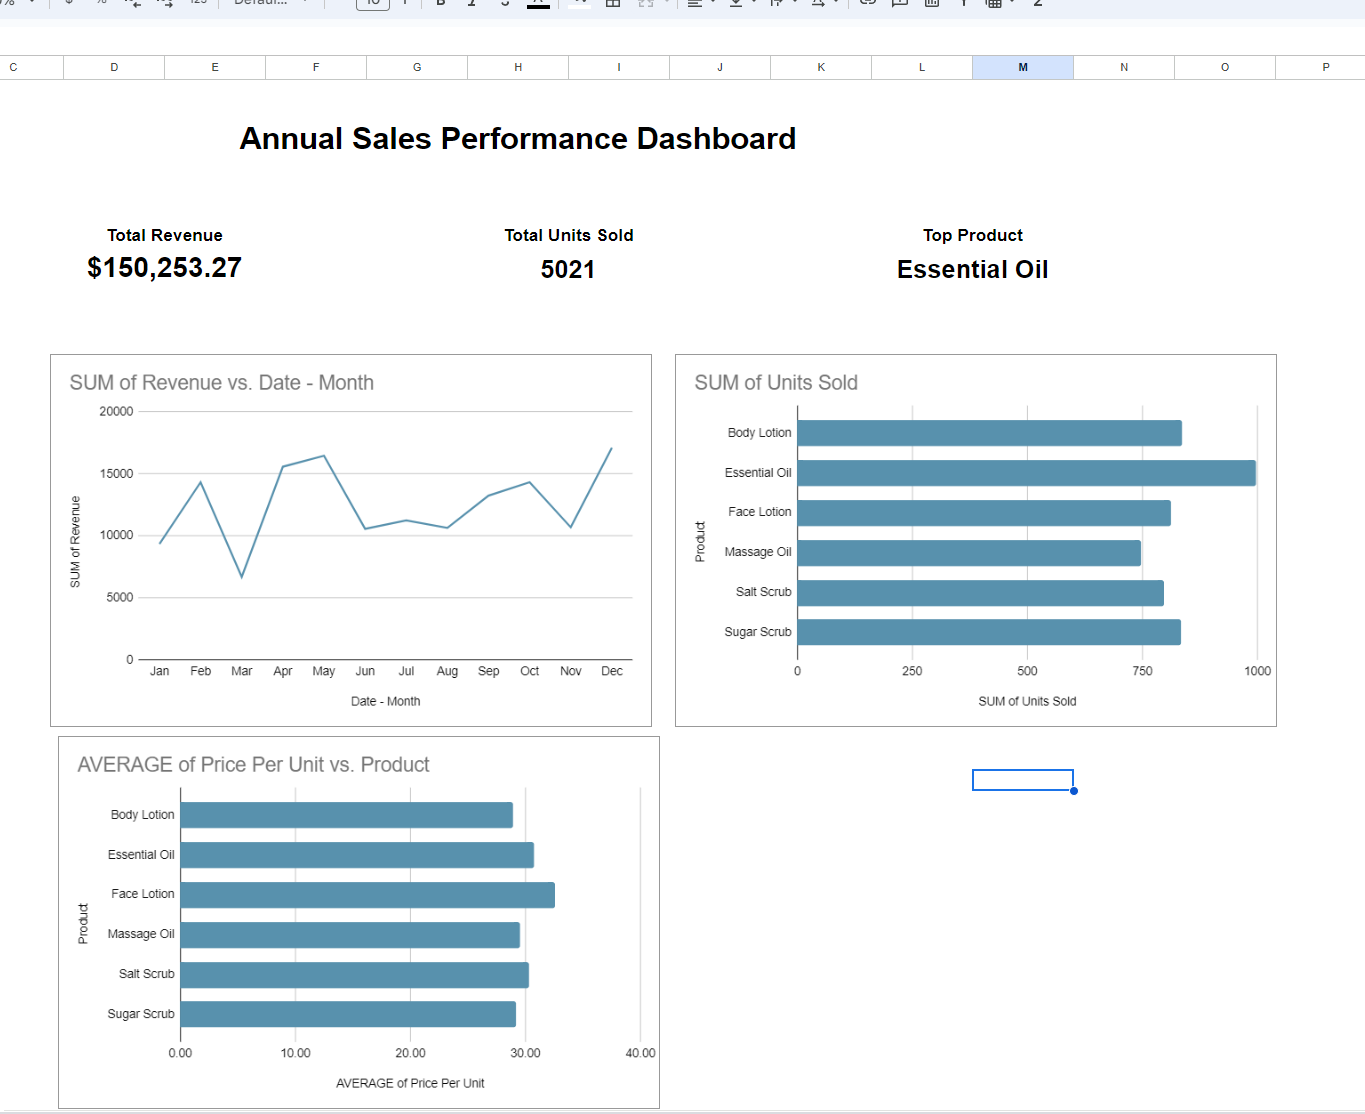 C D E F G H I J K L M N O P
Annual Sales Performance Dashboard
Total Revenue
$150,253.27
Total Units Sold
5021
Top Product
Essential Oil
SUM of Revenue vs. Date - Month
20000
15000
10000
5000
0
SUM of Revenue
Jan Feb Mar Apr May Jun Jul Aug Sep Oct Nov Dec
Date - Month
SUM of Units Sold
Product
Body Lotion
Essential Oil
Face Lotion
Massage Oil
Salt Scrub
Sugar Scrub
0 250 500 750 1000
SUM of Units Sold
AVERAGE of Price Per Unit vs. Product
Product
Body Lotion
Essential Oil
Face Lotion
Massage Oil
Salt Scrub
Sugar Scrub
0.00 10.00 20.00 30.00 40.00
AVERAGE of Price Per Unit